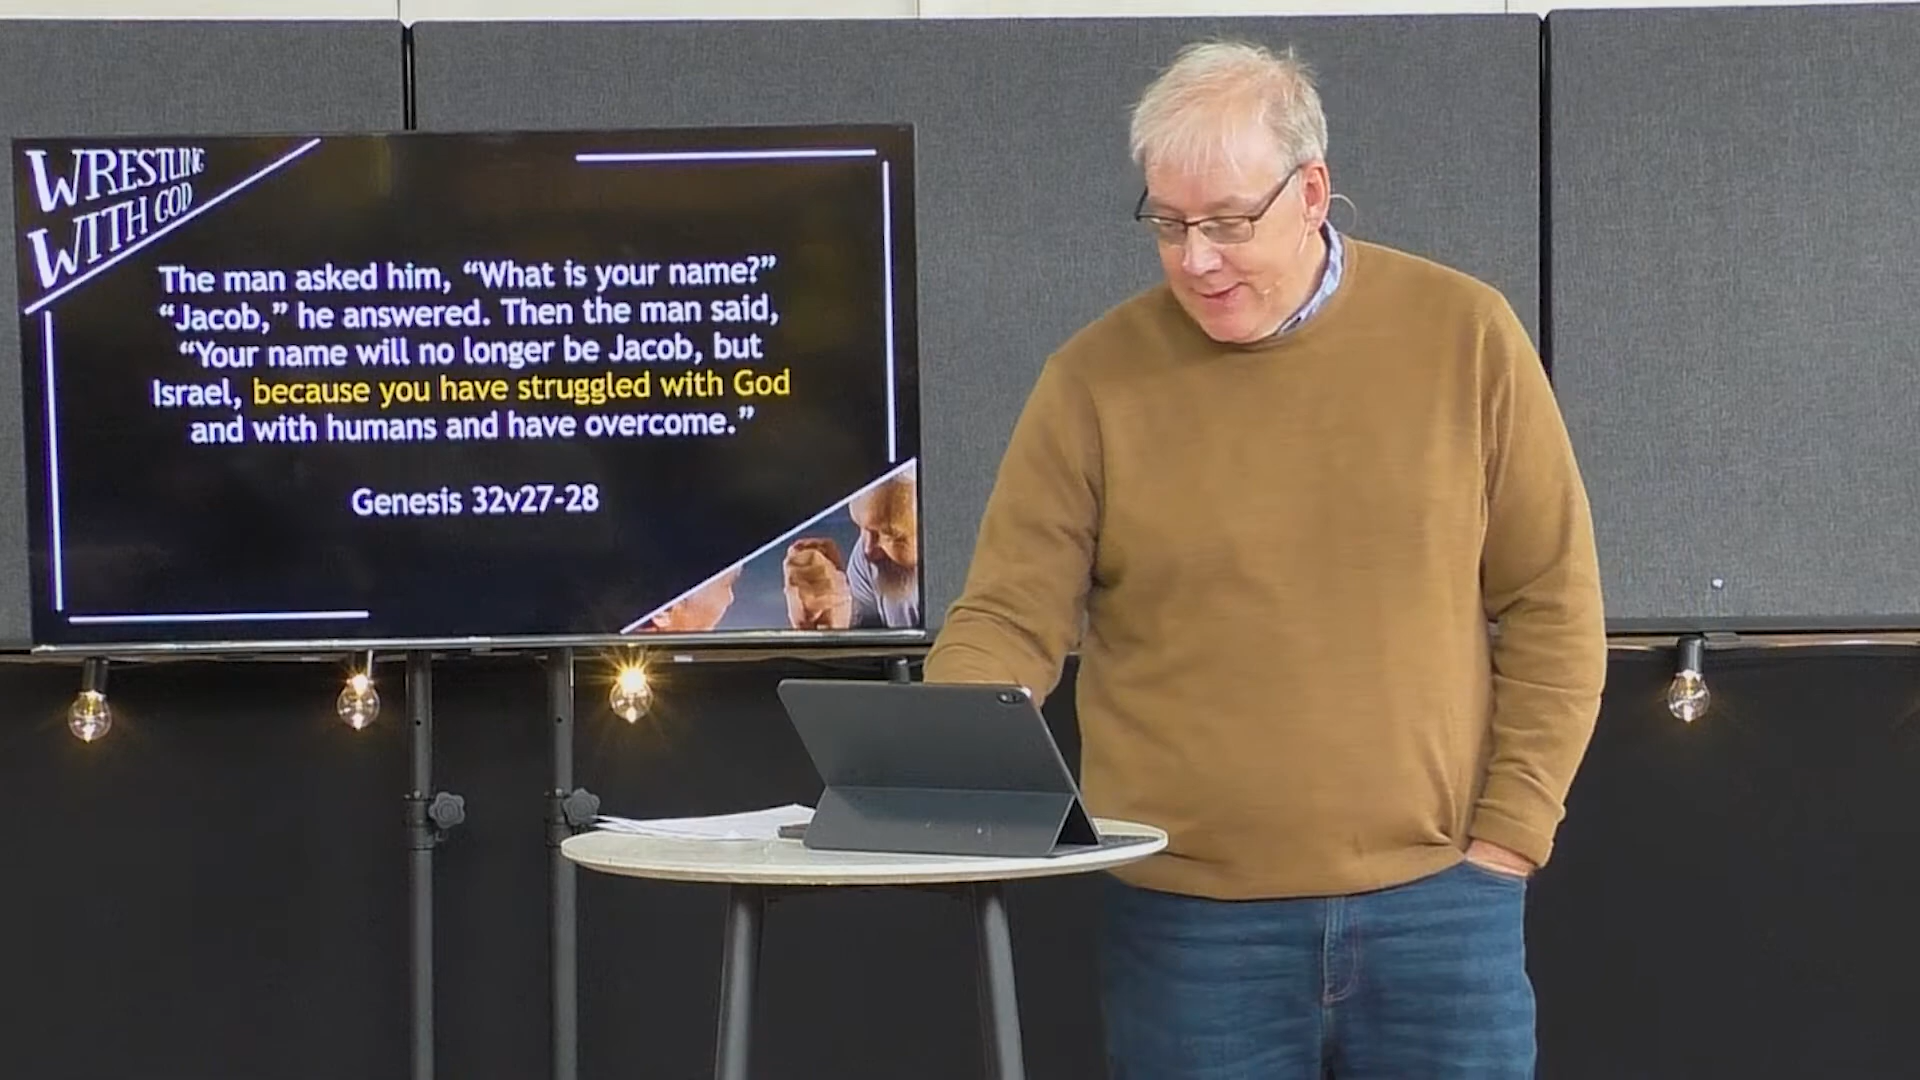 WRESTLING
WITH GOD
The man asked him, “What is your name?”
“Jacob,” he answered. Then the man said,
“Your name will no longer be Jacob, but
Israel, because you have struggled with God
and with humans and have overcome.”
Genesis 32v27-28